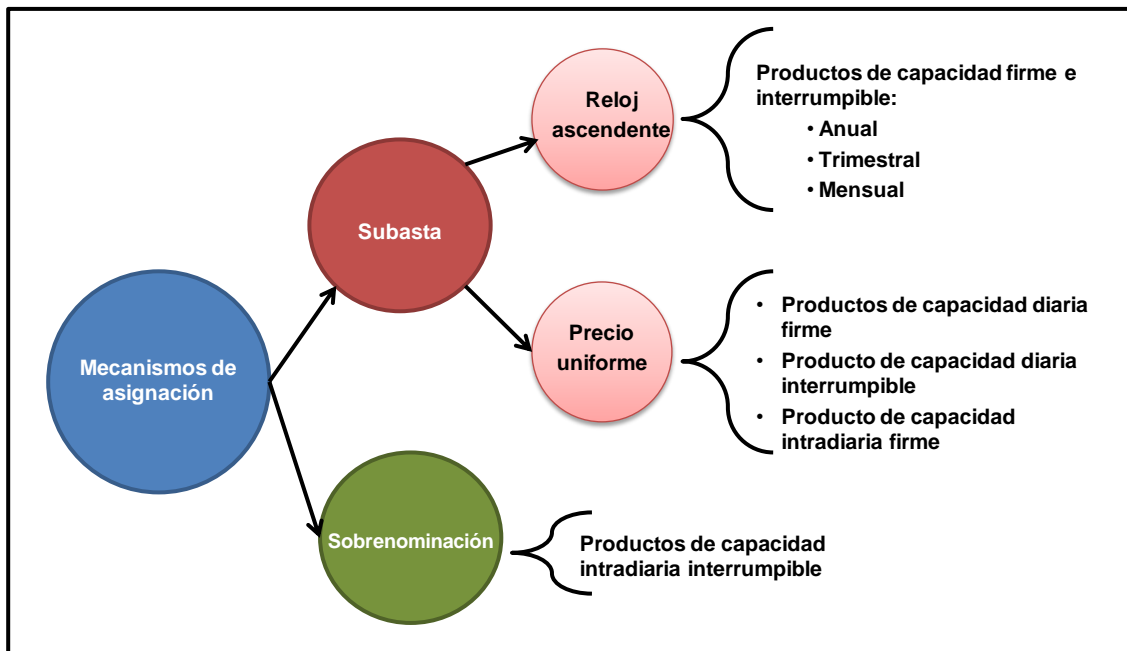 Mecanismos de
asignación
Subasta
Sobrenominación
Reloj
ascendente
Precio
uniforme
Productos de capacidad firme e
interrumpible:
• Anual
• Trimestral
• Mensual
• Productos de capacidad diaria
firme
• Producto de capacidad diaria
interrumpible
• Producto de capacidad
intradiaria firme
Productos de capacidad
intradiaria interrumpible